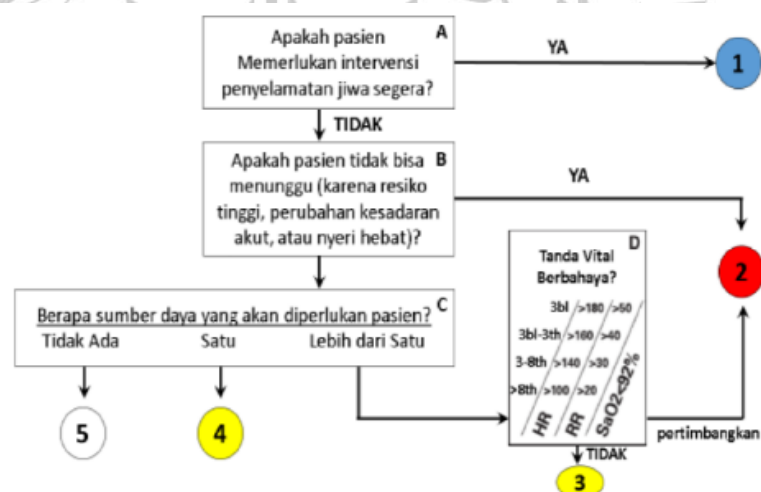 Apakah pasien A
Memerlukan intervensi
penyelamatan jiwa segera?
YA
1
TIDAK
Apakah pasien tidak bisa B
menunggu (karena resiko
tinggi, perubahan kesadaran
akut, atau nyeri hebat)?
YA
2
Tanda Vital D
Berbahaya?
3bl />180 />50
3bl-3th />160 />40
3-8th />140 />30
>8th />100 />20
HR RR SaO2<92%
Berapa sumber daya yang akan diperlukan pasien? C
Tidak Ada Satu Lebih dari Satu
5
4
pertimbangkan
TIDAK
3